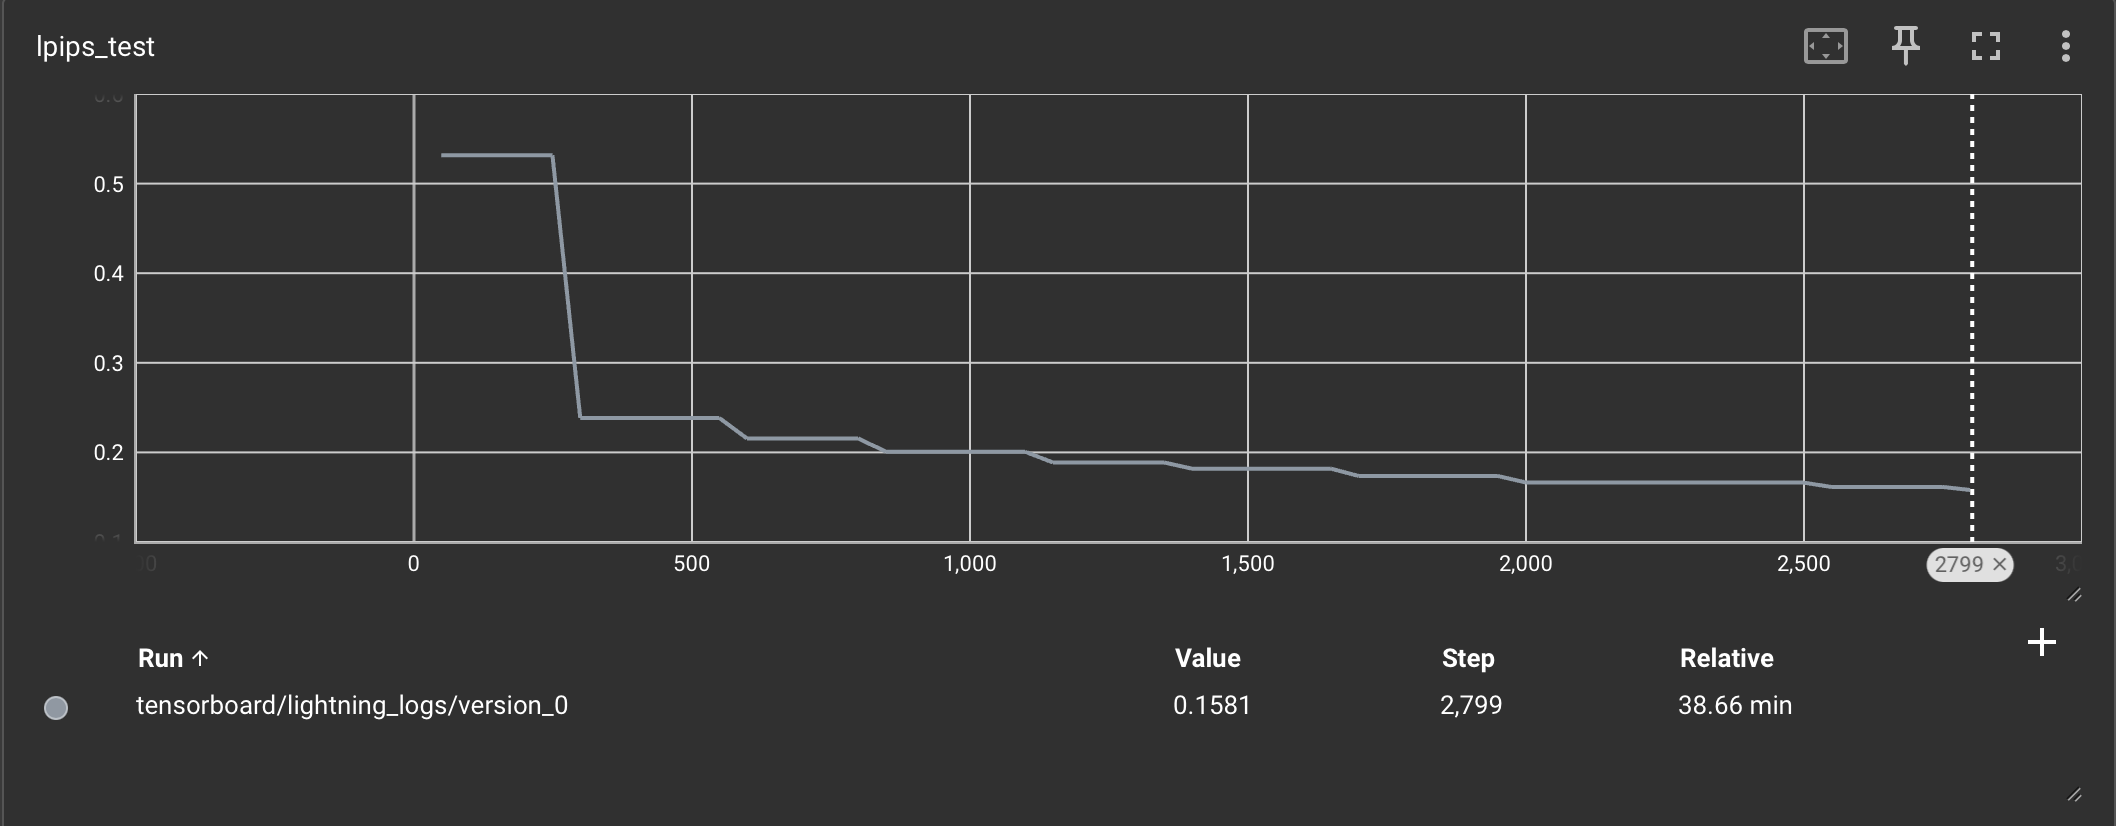 lpips_test
0.5
0.4
0.3
0.2
0 500 1,000 1,500 2,000 2,500 2799 ×
Run ↑ Value Step Relative
tensorboard/lightning_logs/version_0 0.1581 2,799 38.66 min